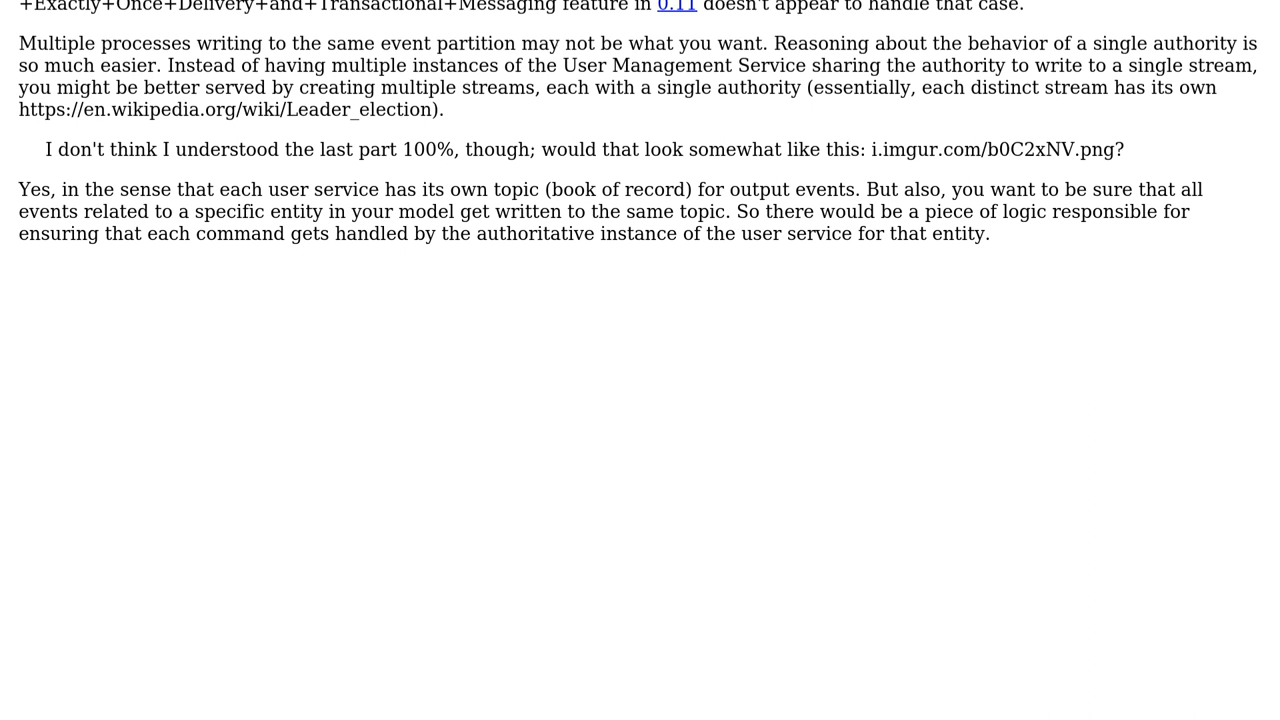 +Exactly+Once+Delivery+and+Transactional+Messaging feature in 0.11 doesn't appear to handle that case.
Multiple processes writing to the same event partition may not be what you want. Reasoning about the behavior of a single authority is
so much easier. Instead of having multiple instances of the User Management Service sharing the authority to write to a single stream,
you might be better served by creating multiple streams, each with a single authority (essentially, each distinct stream has its own
https://en.wikipedia.org/wiki/Leader_election).
I don't think I understood the last part 100%, though; would that look somewhat like this: i.imgur.com/b0C2xNV.png?
Yes, in the sense that each user service has its own topic (book of record) for output events. But also, you want to be sure that all
events related to a specific entity in your model get written to the same topic. So there would be a piece of logic responsible for
ensuring that each command gets handled by the authoritative instance of the user service for that entity.